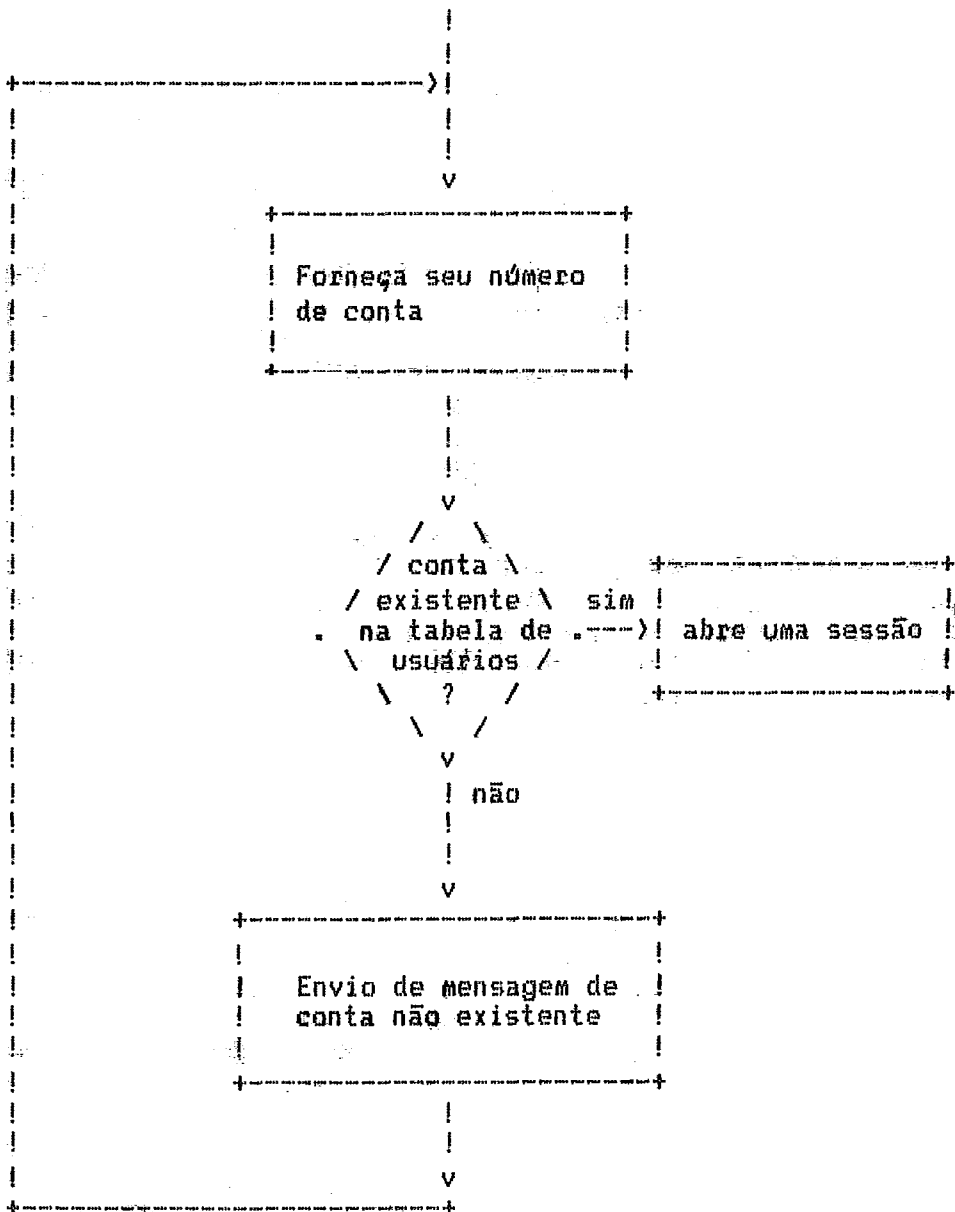 Forneça seu número
de conta
conta
existente
sim
na tabela de
abre uma sessão
usuários
?
não
Envio de mensagem de
conta não existente